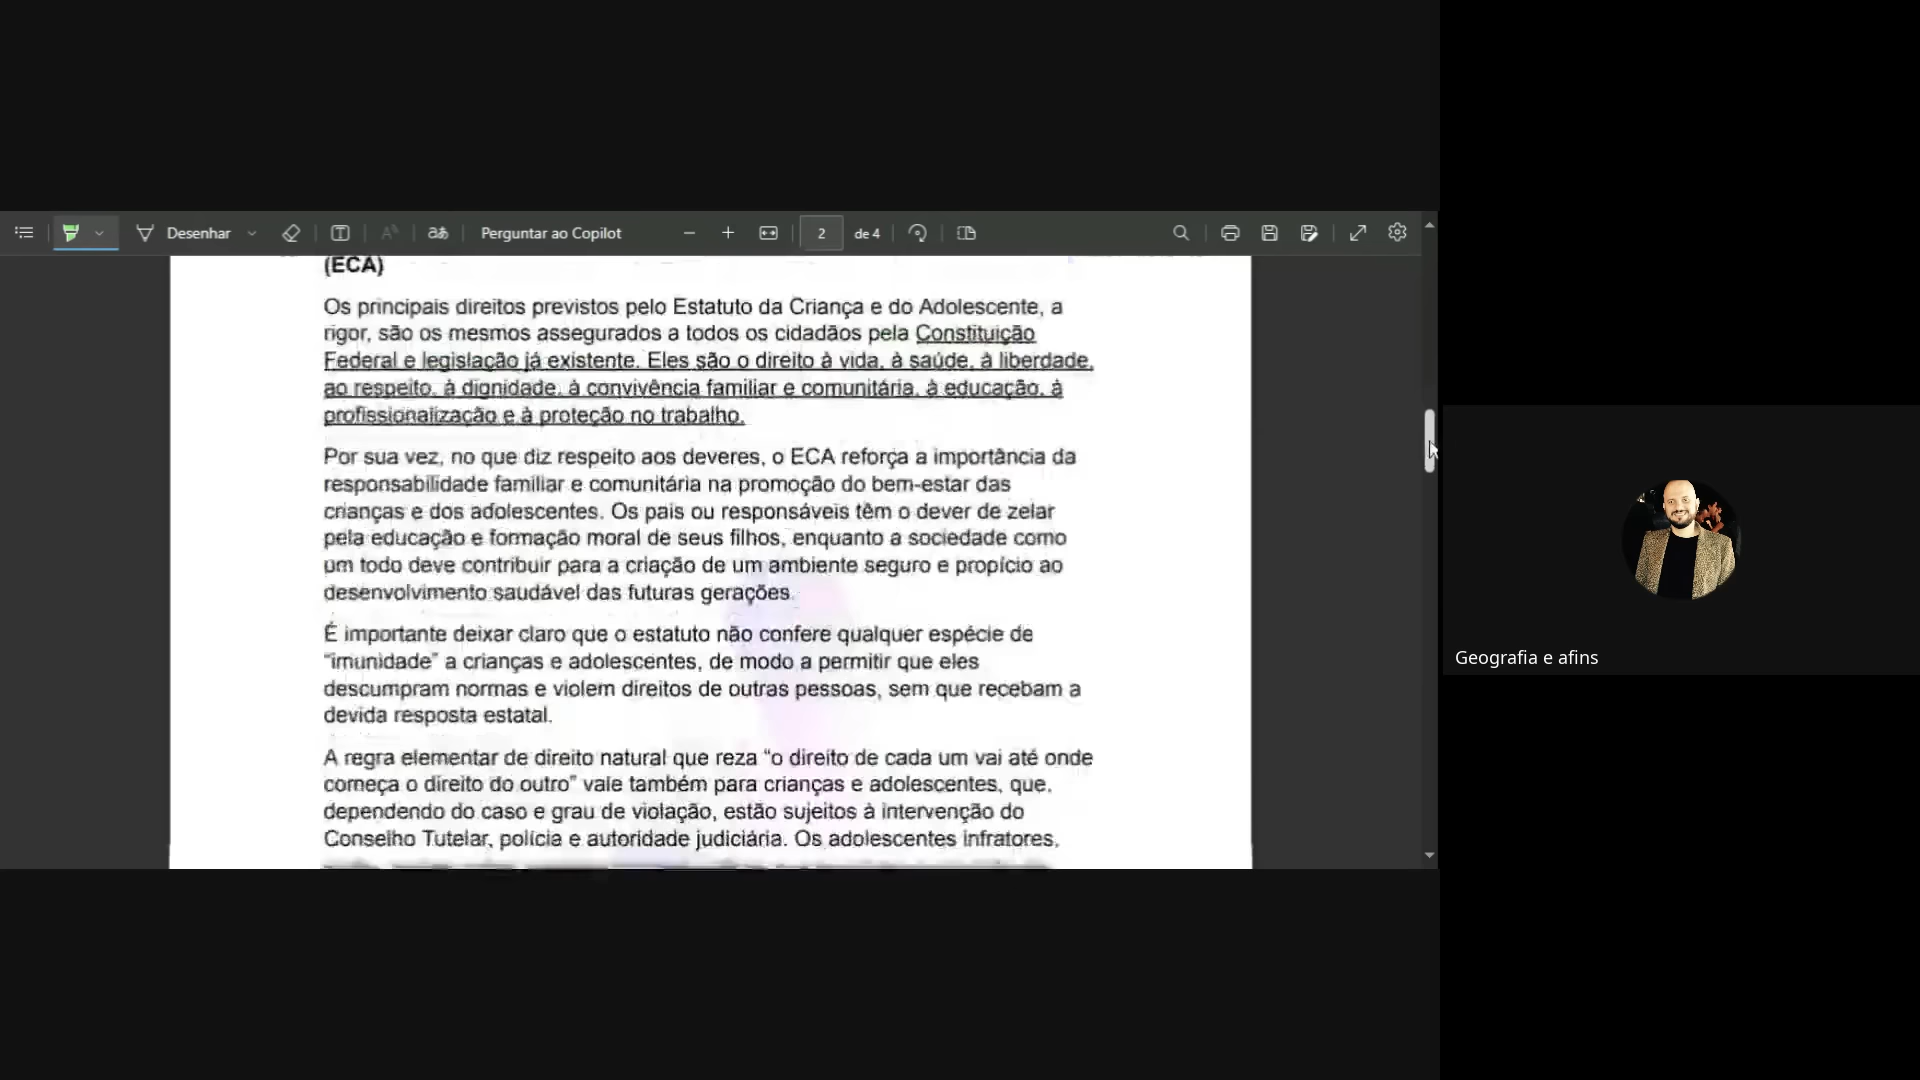 Desenhar
Perguntar ao Copilot
2
de 4
(ECA)
Os principais direitos previstos pelo Estatuto da Criança e do Adolescente, a
rigor, são os mesmos assegurados a todos os cidadãos pela Constituição
Federal e legislação já existente. Eles são o direito à vida, à saúde, à liberdade,
ao respeito, à dignidade, à convivência familiar e comunitária, à educação, à
profissionalização e à proteção no trabalho.
Por sua vez, no que diz respeito aos deveres, o ECA reforça a importância da
responsabilidade familiar e comunitária na promoção do bem-estar das
crianças e dos adolescentes. Os pais ou responsáveis têm o dever de zelar
pela educação e formação moral de seus filhos, enquanto a sociedade como
um todo deve contribuir para a criação de um ambiente seguro e propício ao
desenvolvimento saudável das futuras gerações.
É importante deixar claro que o estatuto não confere qualquer espécie de
“imunidade” a crianças e adolescentes, de modo a permitir que eles
descumpram normas e violem direitos de outras pessoas, sem que recebam a
devida resposta estatal.
A regra elementar de direito natural que reza “o direito de cada um vai até onde
começa o direito do outro” vale também para crianças e adolescentes, que,
dependendo do caso e grau de violação, estão sujeitos à intervenção do
Conselho Tutelar, polícia e autoridade judiciária. Os adolescentes infratores,
Geografia e afins